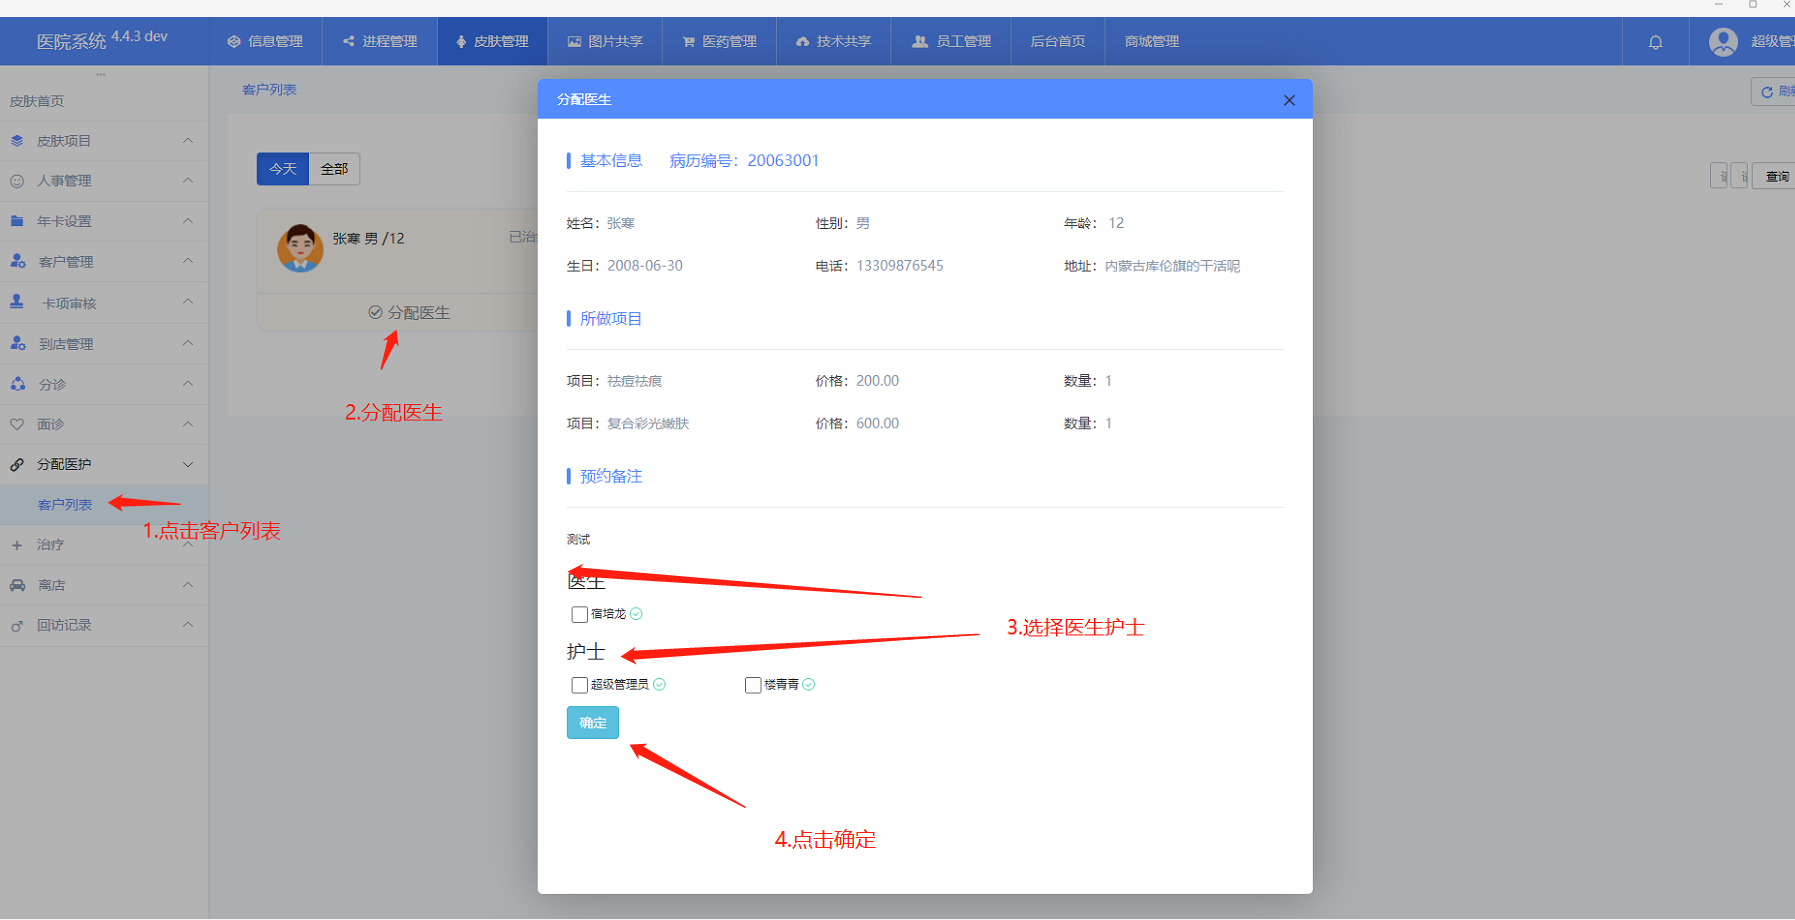 医院系统 4.4.3 dev
信息管理
进程管理
皮肤管理
图片共享
医药管理
技术共享
员工管理
后台首页
商城管理
超级管
皮肤首页
皮肤项目
人事管理
年卡设置
客户管理
卡项审核
到店管理
分诊
面诊
分配医护
客户列表
治疗
离店
回访记录
客户列表
刷
今天 全部
查询
张寒 男 /12
已治
分配医生
2.分配医生
1.点击客户列表
分配医生
基本信息 病历编号：20063001
姓名：张寒 性别：男 年龄：12
生日：2008-06-30 电话：13309876545 地址：内蒙古库伦旗的干活呢
所做项目
项目：祛痘祛痕 价格：200.00 数量：1
项目：复合彩光嫩肤 价格：600.00 数量：1
预约备注
测试
医生
宿培龙
3.选择医生护士
护士
超级管理员 楼青青
确定
4.点击确定